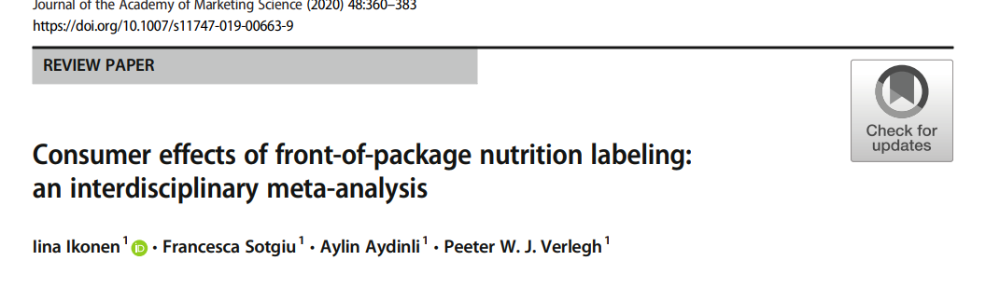 Journal of the Academy of Marketing Science (2020) 48:360–383
https://doi.org/10.1007/s11747-019-00663-9
REVIEW PAPER
Check for
updates
Consumer effects of front-of-package nutrition labeling:
an interdisciplinary meta-analysis
Iina Ikonen 1 iD · Francesca Sotgiu 1 · Aylin Aydinli 1 · Peeter W. J. Verlegh 1